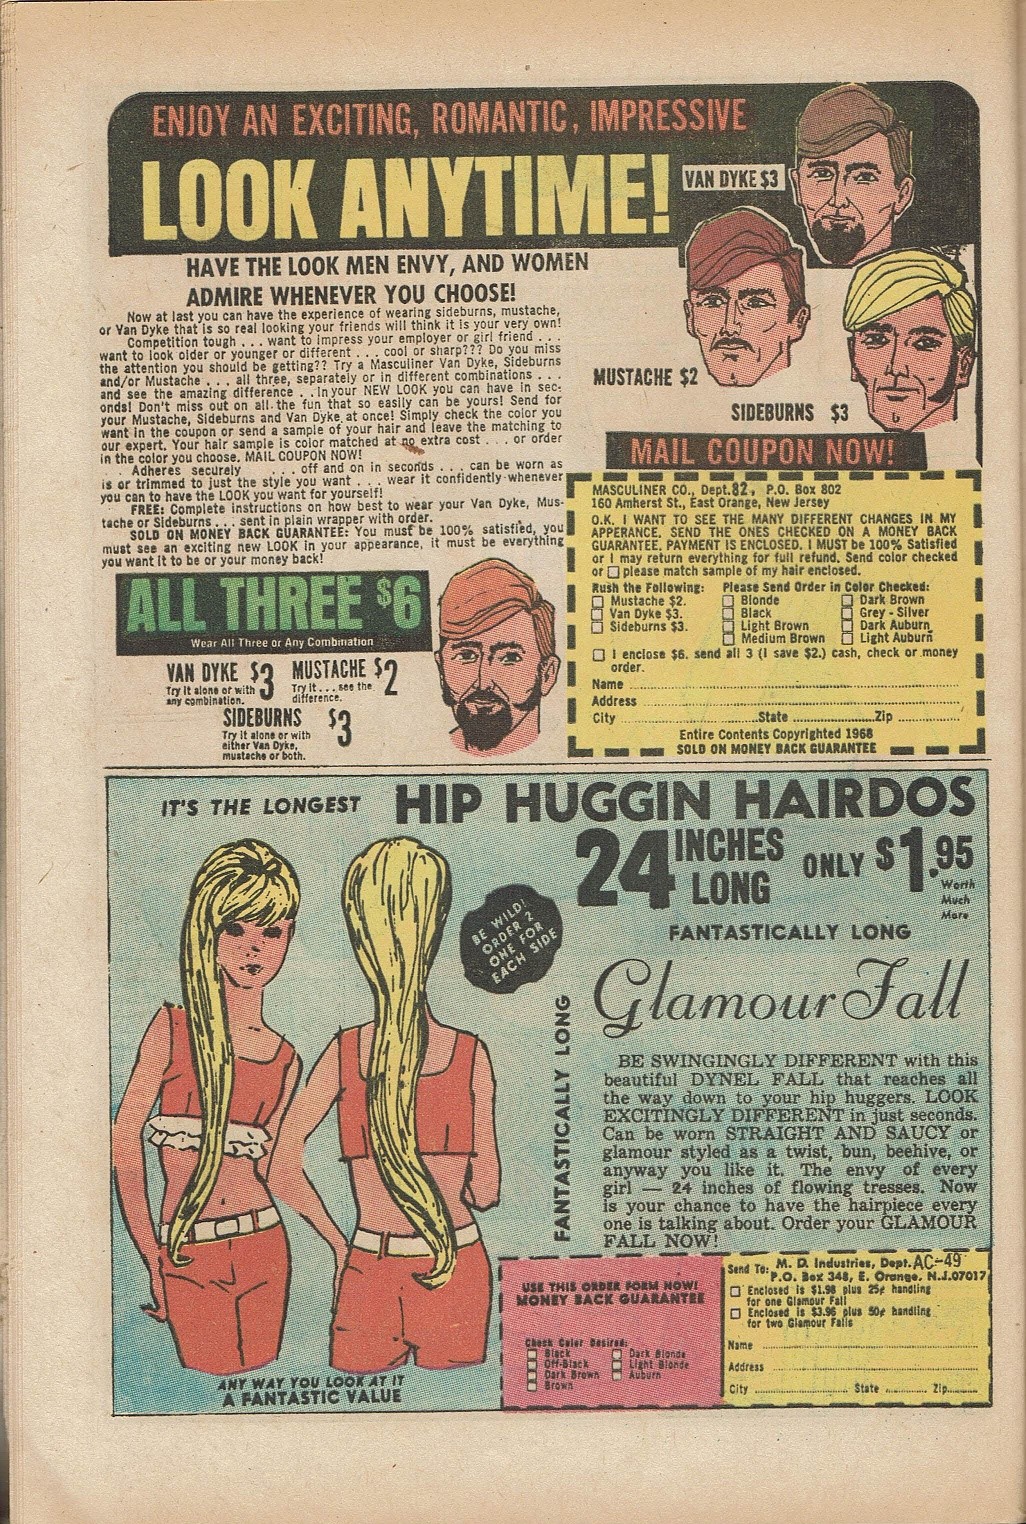 ENJOY AN EXCITING, ROMANTIC, IMPRESSIVE
LOOK ANYTIME!
VAN DYKE $3
HAVE THE LOOK MEN ENVY, AND WOMEN
ADMIRE WHENEVER YOU CHOOSE!
Now at last you can have the experience of wearing sideburns, mustache,
or Van Dyke that is so real looking your friends will think it is your very own!
Competition tough . . . want to impress your employer or girl friend . . .
want to look older or younger or different . . . cool or sharp??? Do you miss
the attention you should be getting?? Try a Masculiner Van Dyke, Sideburns
and/or Mustache . . . all three, separately or in different combinations . . .
and see the amazing difference . . In your NEW LOOK you can have in sec-
onds! Don't miss out on all the fun that so easily can be yours! Send for
your Mustache, Sideburns and Van Dyke at once! Simply check the color you
want in the coupon or send a sample of your hair and leave the matching to
our expert. Your hair sample is color matched at no extra cost . . . or order
in the color you choose. MAIL COUPON NOW!
Adheres securely . . . off and on in seconds . . . can be worn as
is or trimmed to just the style you want . . . wear it confidently whenever
you can to have the LOOK you want for yourself!
FREE: Complete instructions on how best to wear your Van Dyke, Mus-
tache or Sideburns . . . sent in plain wrapper with order.
SOLD ON MONEY BACK GUARANTEE: You must be 100% satisfied, you
must see an exciting new LOOK in your appearance, it must be everything
you want it to be or your money back!
MUSTACHE $2
SIDEBURNS $3
ALL THREE $6
Wear All Three or Any Combination
VAN DYKE $3
Try it alone or with
any combination.
MUSTACHE $2
Try it . . . see the
difference.
SIDEBURNS $3
Try it alone or with
either Van Dyke,
mustache or both.
MAIL COUPON NOW!
MASCULINER CO., Dept.82, P.O. Box 802
160 Amherst St., East Orange, New Jersey
O.K. I WANT TO SEE THE MANY DIFFERENT CHANGES IN MY
APPERANCE. SEND THE ONES CHECKED ON A MONEY BACK
GUARANTEE. PAYMENT IS ENCLOSED. I MUST BE 100% Satisfied
or I may return everything for full refund. Send color checked
or ☐ please match sample of my hair enclosed.
Rush the Following: Please Send Order in Color Checked:
☐ Mustache $2. ☐ Blonde ☐ Dark Brown
☐ Van Dyke $3. ☐ Black ☐ Grey - Silver
☐ Sideburns $3. ☐ Light Brown ☐ Dark Auburn
☐ Medium Brown ☐ Light Auburn
☐ I enclose $6. send all 3 (I save $2.) cash, check or money
order.
Name
Address
City State Zip
Entire Contents Copyrighted 1968
SOLD ON MONEY BACK GUARANTEE
IT'S THE LONGEST HIP HUGGIN HAIRDOS
24 INCHES LONG
ONLY $1.95
Worth
Much
More
BE WILD!
ORDER 2
ONE FOR
EACH SIDE
FANTASTICALLY LONG
Glamour Fall
FANTASTICALLY LONG
BE SWINGINGLY DIFFERENT with this
beautiful DYNEL FALL that reaches all
the way down to your hip huggers. LOOK
EXCITINGLY DIFFERENT in just seconds.
Can be worn STRAIGHT AND SAUCY or
glamour styled as a twist, bun, beehive, or
anyway you like it. The envy of every
girl — 24 inches of flowing tresses. Now
is your chance to have the hairpiece every
one is talking about. Order your GLAMOUR
FALL NOW!
ANY WAY YOU LOOK AT IT
A FANTASTIC VALUE
USE THIS ORDER FORM NOW!
MONEY BACK GUARANTEE
Check Color Desired:
☐ Black ☐ Dark Blonde
☐ Off-Black ☐ Light Blonde
☐ Dark Brown ☐ Auburn
☐ Brown
Send To: M. D. Industries, Dept. AC-49
P.O. Box 348, E. Orange, N.J.07017
☐ Enclosed is $1.98 plus 25¢ handling
for one Glamour Fall
☐ Enclosed is $3.96 plus 50¢ handling
for two Glamour Falls
Name
Address
City State Zip